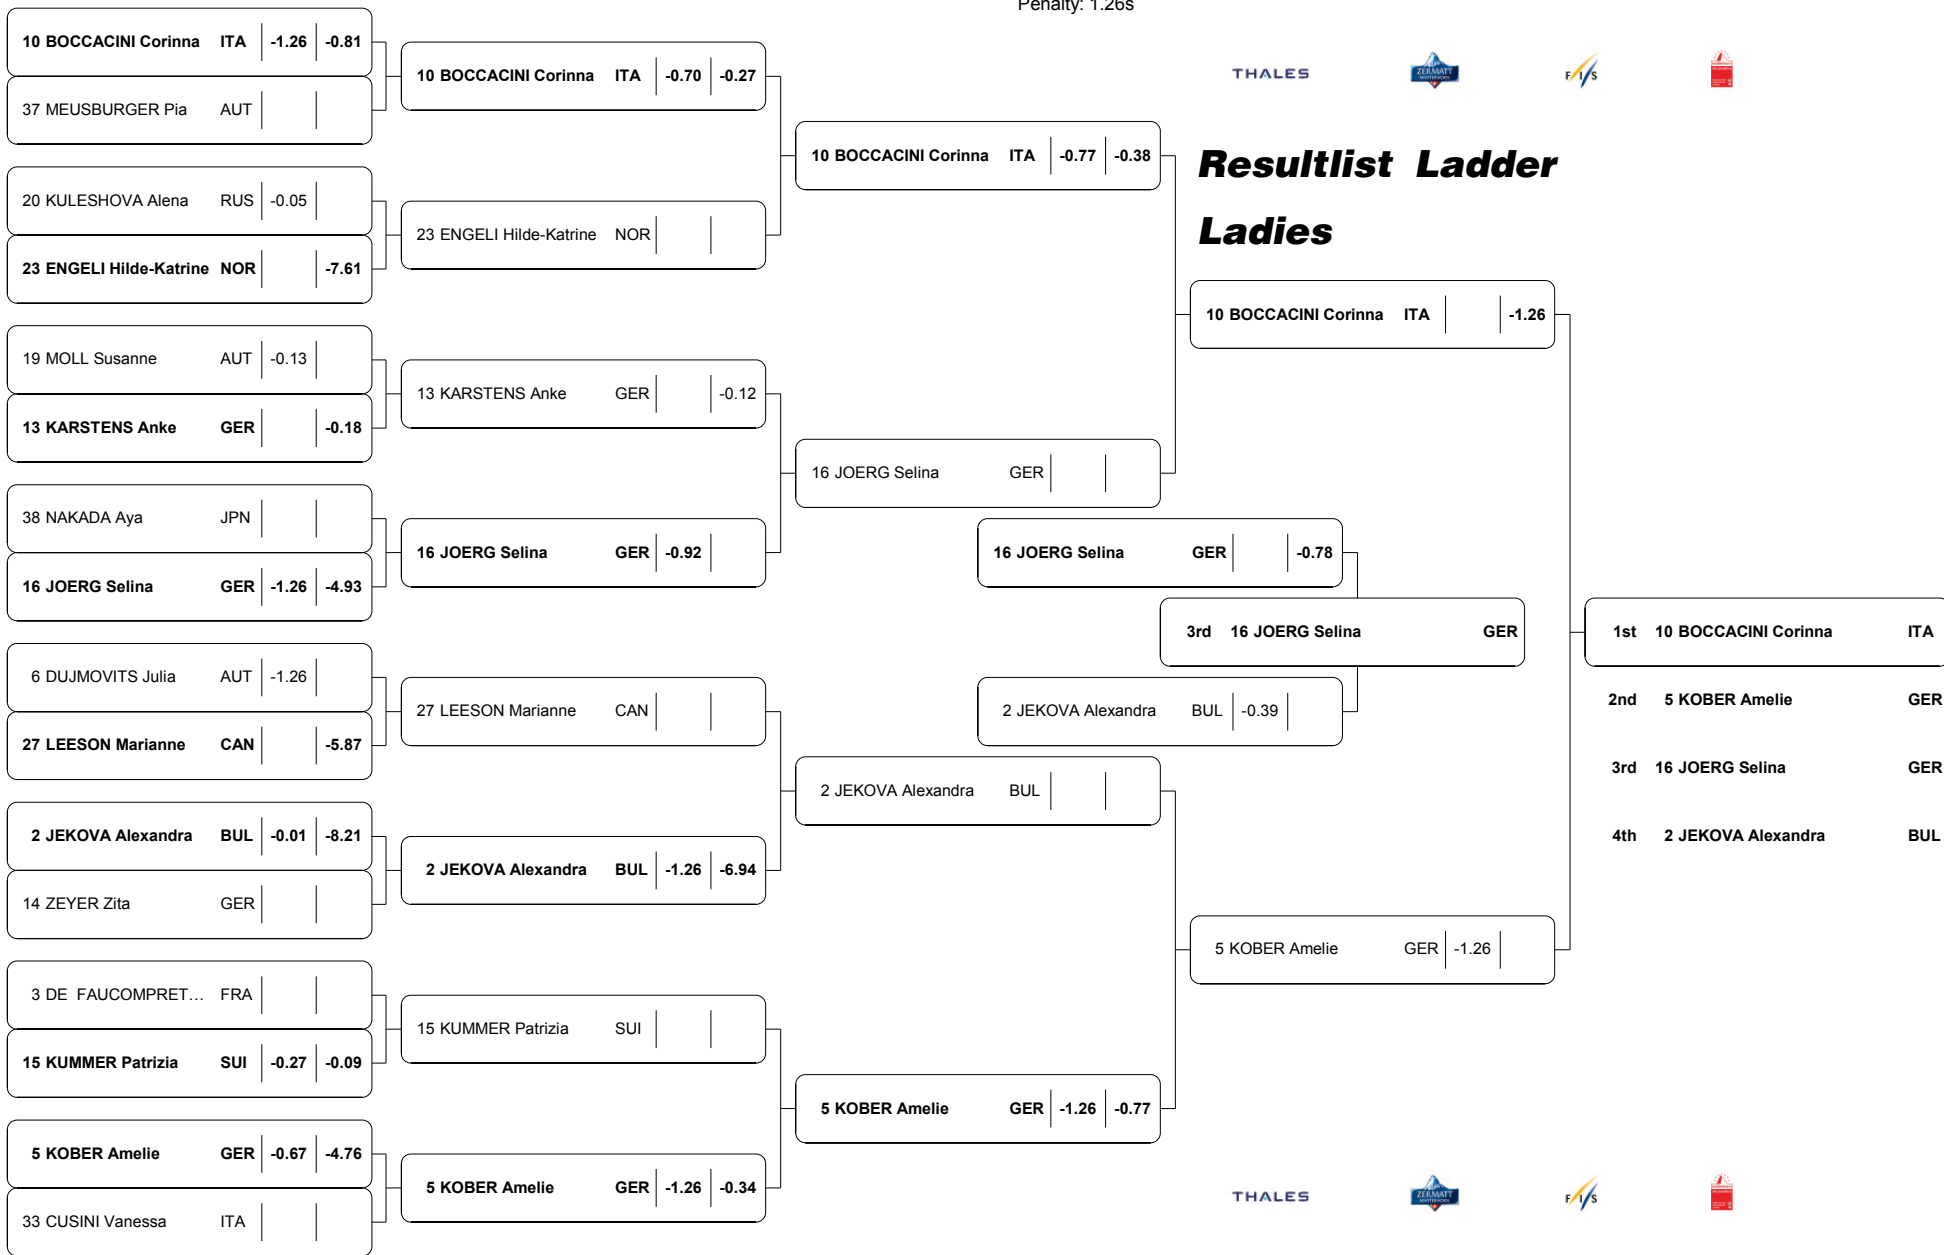 Penalty: 1.26s
THALES ZERMATT MATTERHORN F/I/S
Resultlist Ladder
Ladies
10 BOCCACINI Corinna ITA -1.26 -0.81
37 MEUSBURGER Pia AUT
20 KULESHOVA Alena RUS -0.05
23 ENGELI Hilde-Katrine NOR -7.61
19 MOLL Susanne AUT -0.13
13 KARSTENS Anke GER -0.18
38 NAKADA Aya JPN
16 JOERG Selina GER -1.26 -4.93
6 DUJMOVITS Julia AUT -1.26
27 LEESON Marianne CAN -5.87
2 JEKOVA Alexandra BUL -0.01 -8.21
14 ZEYER Zita GER
3 DE FAUCOMPRET… FRA
15 KUMMER Patrizia SUI -0.27 -0.09
5 KOBER Amelie GER -0.67 -4.76
33 CUSINI Vanessa ITA
10 BOCCACINI Corinna ITA -0.70 -0.27
23 ENGELI Hilde-Katrine NOR
13 KARSTENS Anke GER -0.12
16 JOERG Selina GER -0.92
27 LEESON Marianne CAN
2 JEKOVA Alexandra BUL -1.26 -6.94
15 KUMMER Patrizia SUI
5 KOBER Amelie GER -1.26 -0.34
10 BOCCACINI Corinna ITA -0.77 -0.38
16 JOERG Selina GER
2 JEKOVA Alexandra BUL
5 KOBER Amelie GER -1.26 -0.77
16 JOERG Selina GER -0.78
3rd 16 JOERG Selina GER
2 JEKOVA Alexandra BUL -0.39
10 BOCCACINI Corinna ITA -1.26
5 KOBER Amelie GER -1.26
1st 10 BOCCACINI Corinna ITA
2nd 5 KOBER Amelie GER
3rd 16 JOERG Selina GER
4th 2 JEKOVA Alexandra BUL
THALES ZERMATT MATTERHORN F/I/S